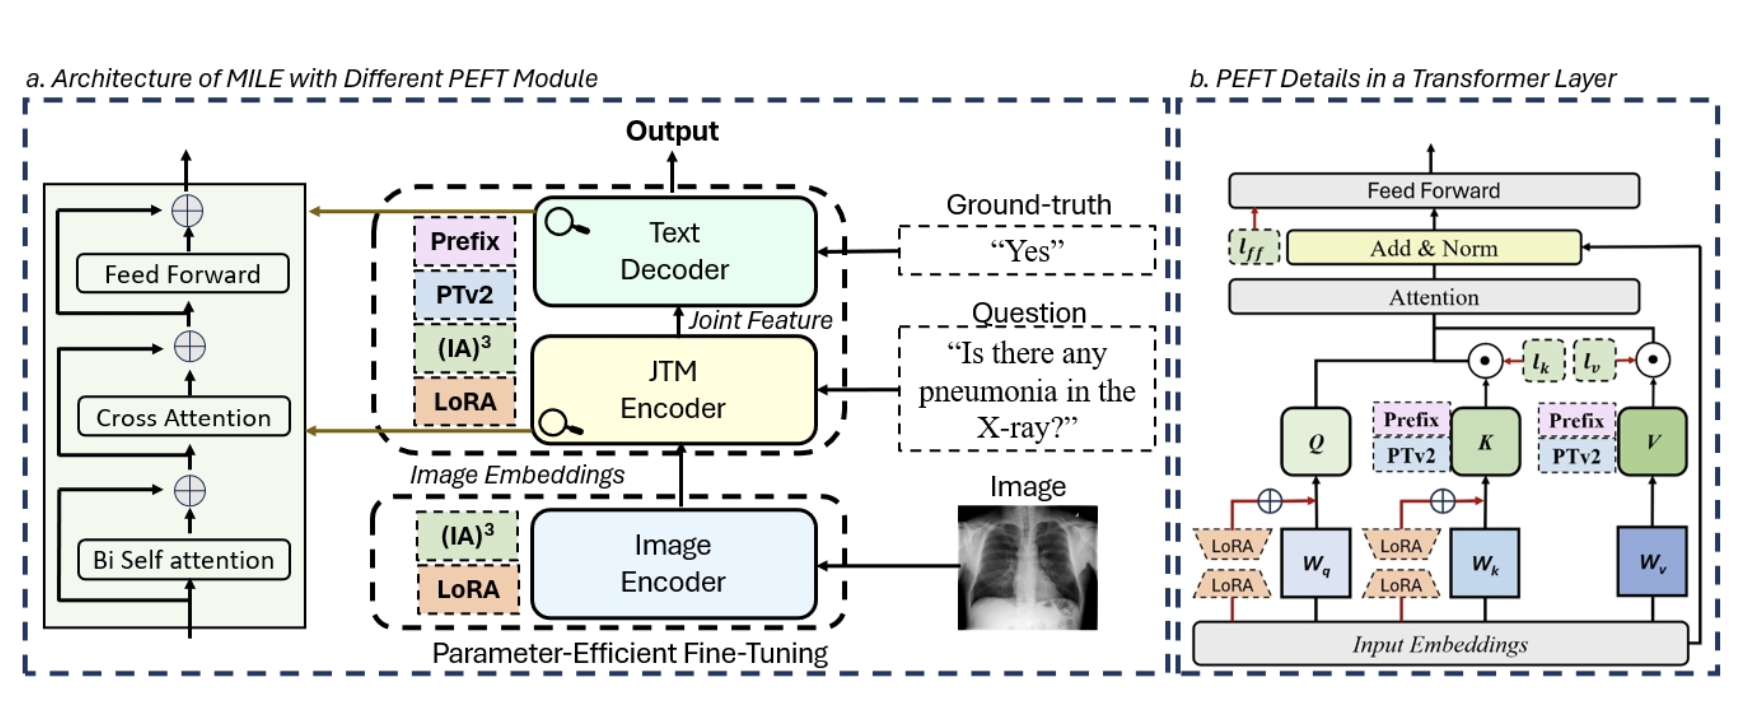 a. Architecture of MILE with Different PEFT Module
Output
Feed Forward
Cross Attention
Bi Self attention
Prefix
PTv2
(IA)³
LoRA
Text
Decoder
Joint Feature
JTM
Encoder
Image Embeddings
(IA)³
LoRA
Image
Encoder
Parameter-Efficient Fine-Tuning
Ground-truth
“Yes”
Question
“Is there any
pneumonia in the
X-ray?”
Image
b. PEFT Details in a Transformer Layer
Feed Forward
l_ff
Add & Norm
Attention
l_k
l_v
Q
Prefix
PTv2
K
Prefix
PTv2
V
LoRA
LoRA
W_q
LoRA
LoRA
W_k
W_v
Input Embeddings